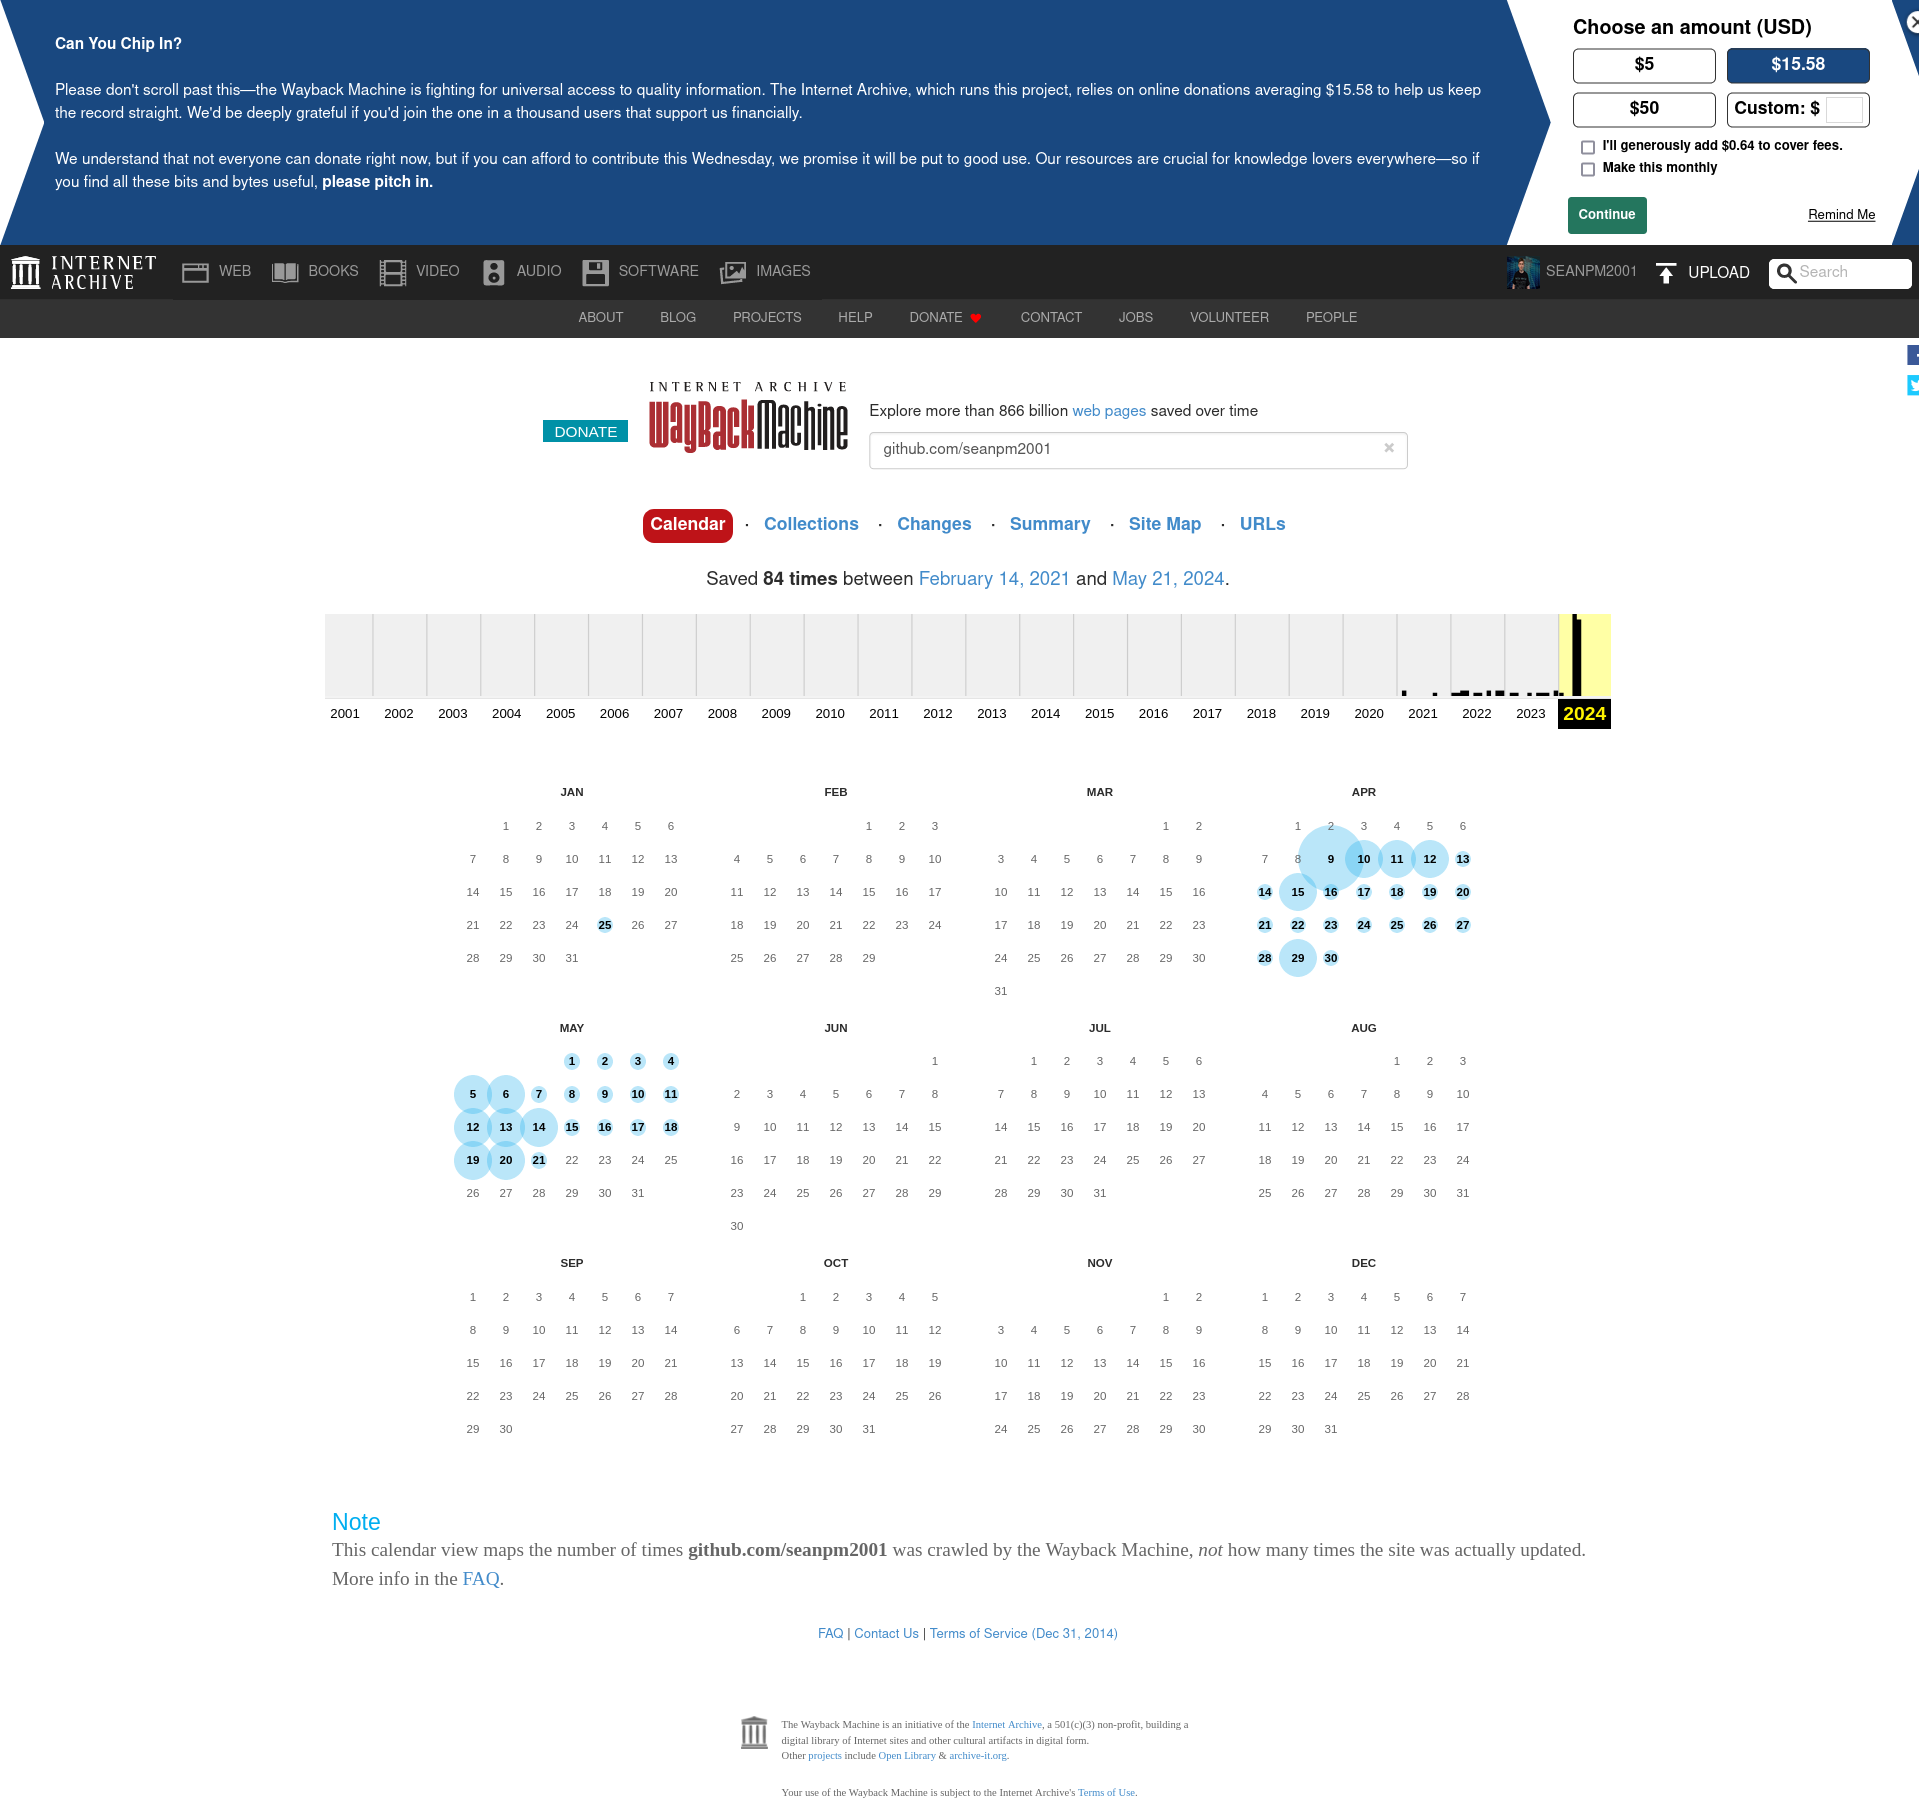 Can You Chip In?
Please don't scroll past this—the Wayback Machine is fighting for universal access to quality information. The Internet Archive, which runs this project, relies on online donations averaging $15.58 to help us keep
the record straight. We'd be deeply grateful if you'd join the one in a thousand users that support us financially.
We understand that not everyone can donate right now, but if you can afford to contribute this Wednesday, we promise it will be put to good use. Our resources are crucial for knowledge lovers everywhere—so if
you find all these bits and bytes useful, please pitch in.
Choose an amount (USD)
$5 $15.58
$50 Custom: $
I'll generously add $0.64 to cover fees.
Make this monthly
Continue Remind Me
INTERNET ARCHIVE WEB BOOKS VIDEO AUDIO SOFTWARE IMAGES SEANPM2001 UPLOAD Search
ABOUT BLOG PROJECTS HELP DONATE CONTACT JOBS VOLUNTEER PEOPLE
DONATE
INTERNET ARCHIVE
WayBackMachine
Explore more than 866 billion web pages saved over time
github.com/seanpm2001 ×
Calendar · Collections · Changes · Summary · Site Map · URLs
Saved 84 times between February 14, 2021 and May 21, 2024.
2001 2002 2003 2004 2005 2006 2007 2008 2009 2010 2011 2012 2013 2014 2015 2016 2017 2018 2019 2020 2021 2022 2023 2024
JAN FEB MAR APR
1 2 3 4 5 6 1 2 3 1 2 1 2 3 4 5 6
7 8 9 10 11 12 13 4 5 6 7 8 9 10 3 4 5 6 7 8 9 7 8 9 10 11 12 13
14 15 16 17 18 19 20 11 12 13 14 15 16 17 10 11 12 13 14 15 16 14 15 16 17 18 19 20
21 22 23 24 25 26 27 18 19 20 21 22 23 24 17 18 19 20 21 22 23 21 22 23 24 25 26 27
28 29 30 31 25 26 27 28 29 24 25 26 27 28 29 30 28 29 30
31
MAY JUN JUL AUG
1 2 3 4 1 1 2 3 4 5 6 1 2 3
5 6 7 8 9 10 11 2 3 4 5 6 7 8 7 8 9 10 11 12 13 4 5 6 7 8 9 10
12 13 14 15 16 17 18 9 10 11 12 13 14 15 14 15 16 17 18 19 20 11 12 13 14 15 16 17
19 20 21 22 23 24 25 16 17 18 19 20 21 22 21 22 23 24 25 26 27 18 19 20 21 22 23 24
26 27 28 29 30 31 23 24 25 26 27 28 29 28 29 30 31 25 26 27 28 29 30 31
30
SEP OCT NOV DEC
1 2 3 4 5 6 7 1 2 3 4 5 1 2 1 2 3 4 5 6 7
8 9 10 11 12 13 14 6 7 8 9 10 11 12 3 4 5 6 7 8 9 8 9 10 11 12 13 14
15 16 17 18 19 20 21 13 14 15 16 17 18 19 10 11 12 13 14 15 16 15 16 17 18 19 20 21
22 23 24 25 26 27 28 20 21 22 23 24 25 26 17 18 19 20 21 22 23 22 23 24 25 26 27 28
29 30 27 28 29 30 31 24 25 26 27 28 29 30 29 30 31
Note
This calendar view maps the number of times github.com/seanpm2001 was crawled by the Wayback Machine, not how many times the site was actually updated.
More info in the FAQ.
FAQ | Contact Us | Terms of Service (Dec 31, 2014)
The Wayback Machine is an initiative of the Internet Archive, a 501(c)(3) non-profit, building a
digital library of Internet sites and other cultural artifacts in digital form.
Other projects include Open Library & archive-it.org.
Your use of the Wayback Machine is subject to the Internet Archive's Terms of Use.